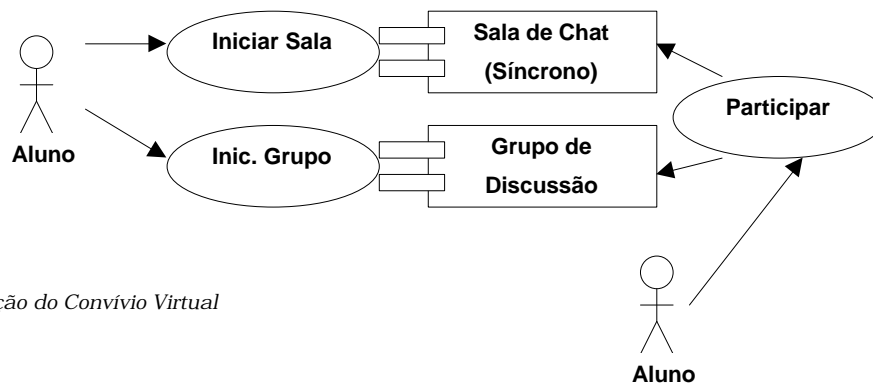 Iniciar Sala
Sala de Chat
(Síncrono)
Participar
Aluno
Inic. Grupo
Grupo de
Discussão
ção do Convívio Virtual
Aluno